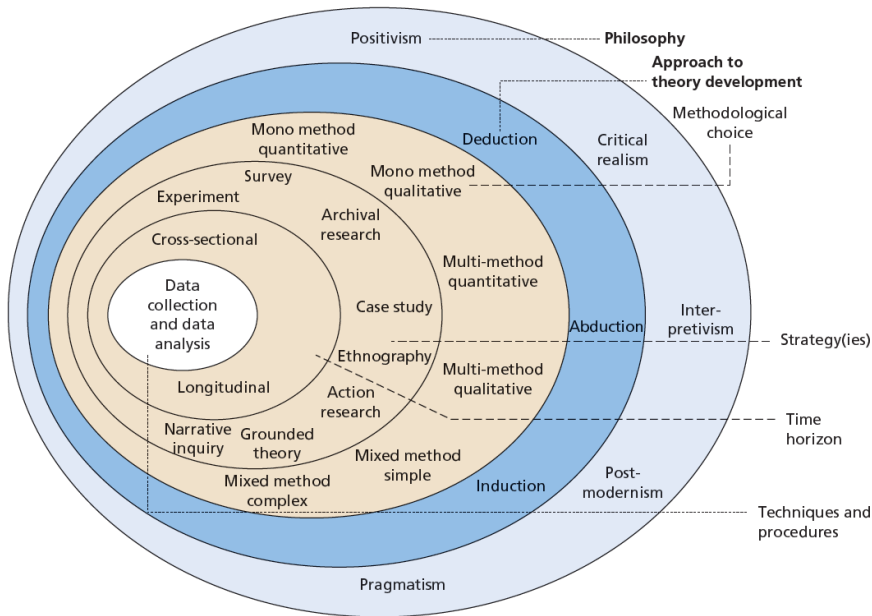 Positivism
Philosophy
Approach to
theory development
Methodological
choice
Deduction
Critical
realism
Mono method
quantitative
Mono method
qualitative
Survey
Experiment
Archival
research
Cross-sectional
Multi-method
quantitative
Data
collection
and data
analysis
Case study
Inter-
pretivism
Abduction
Strategy(ies)
Ethnography
Multi-method
qualitative
Longitudinal
Action
research
Time
horizon
Narrative
inquiry
Grounded
theory
Mixed method
simple
Mixed method
complex
Induction
Post-
modernism
Techniques and
procedures
Pragmatism